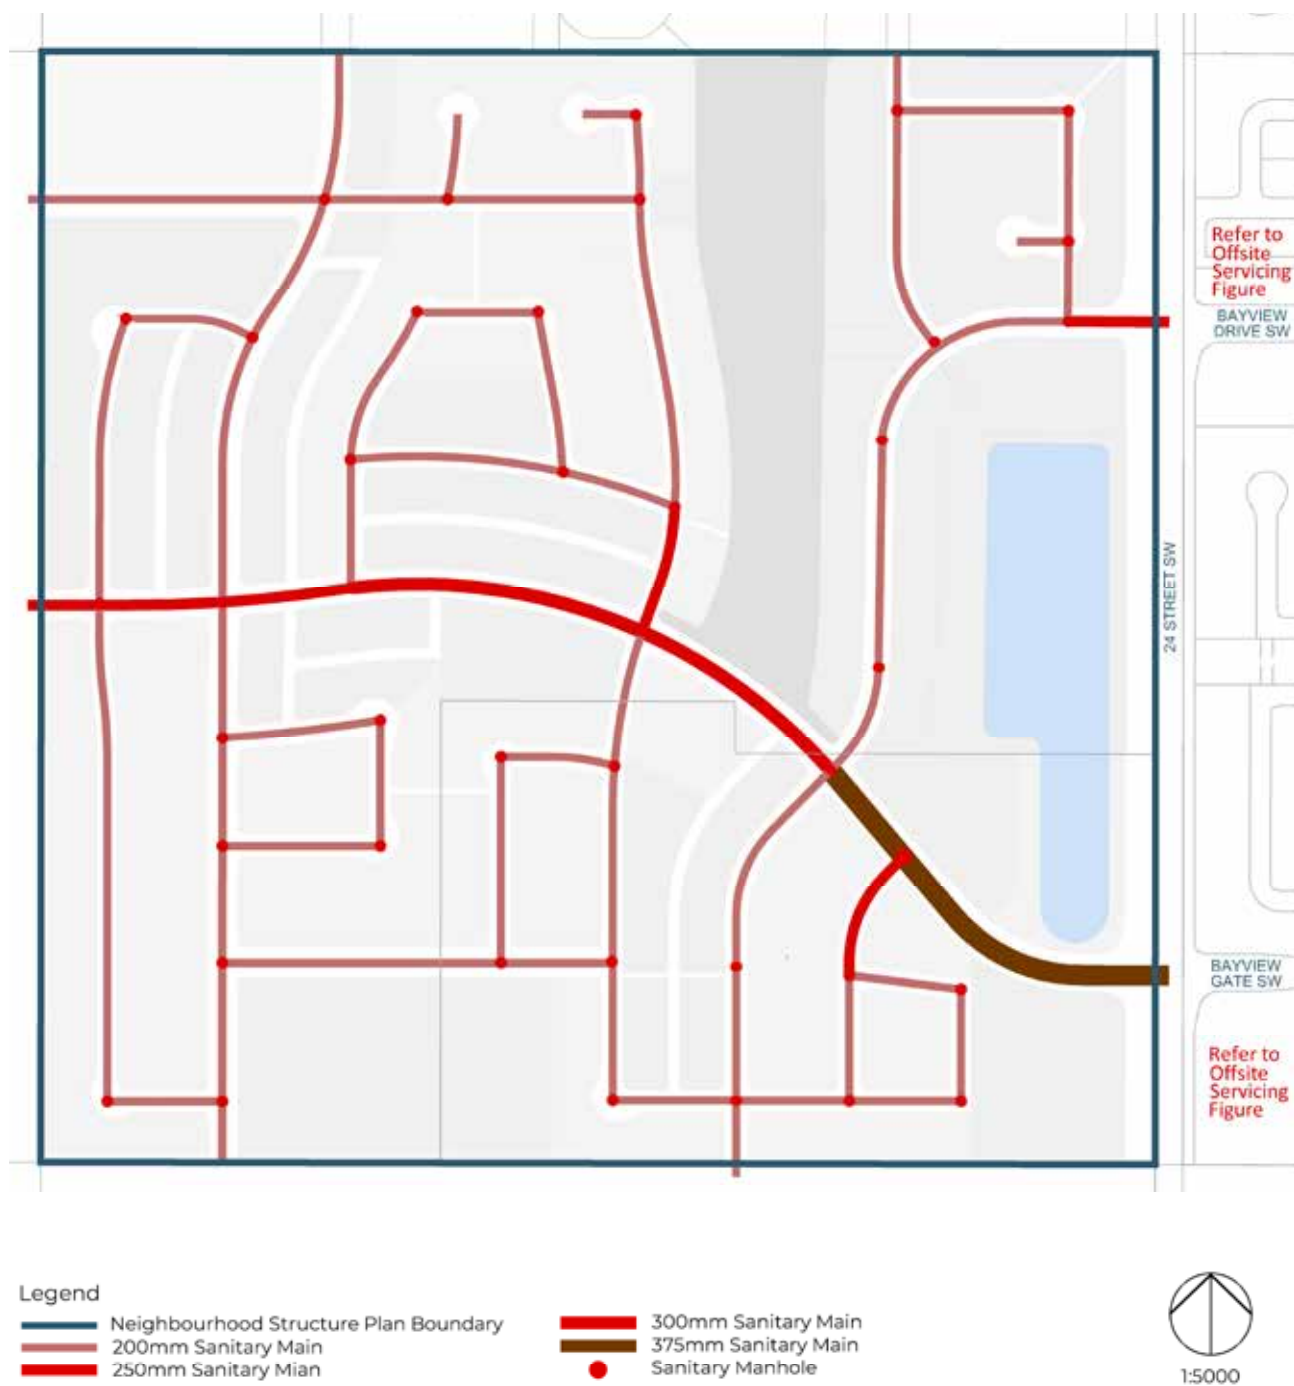 Refer to
Offsite
Servicing
Figure
BAYVIEW
DRIVE SW
24 STREET SW
BAYVIEW
GATE SW
Refer to
Offsite
Servicing
Figure
Legend
Neighbourhood Structure Plan Boundary
200mm Sanitary Main
250mm Sanitary Mian
300mm Sanitary Main
375mm Sanitary Main
Sanitary Manhole
1:5000